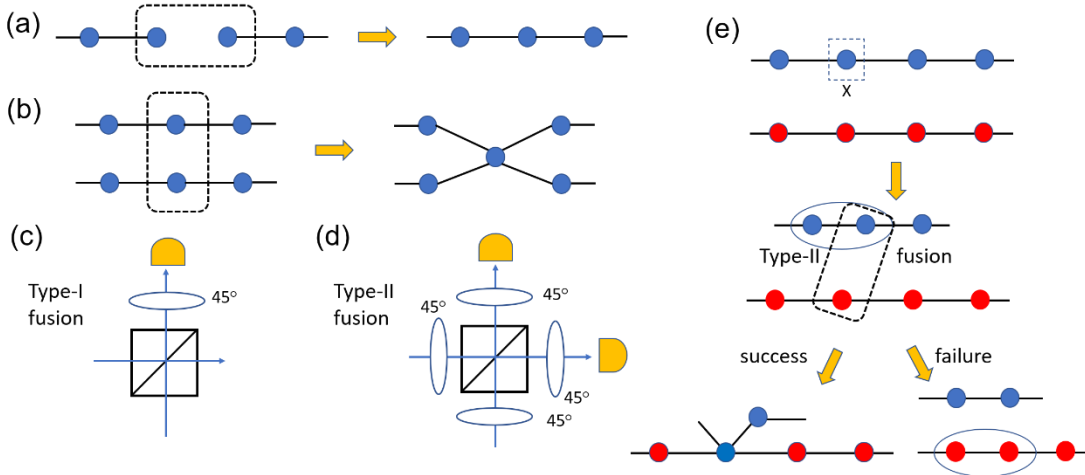 (a)
(b)
(c)
Type-I
fusion
45°
(d)
Type-II
fusion
45°
45°
45°
45°
(e)
X
Type-II
fusion
success
failure